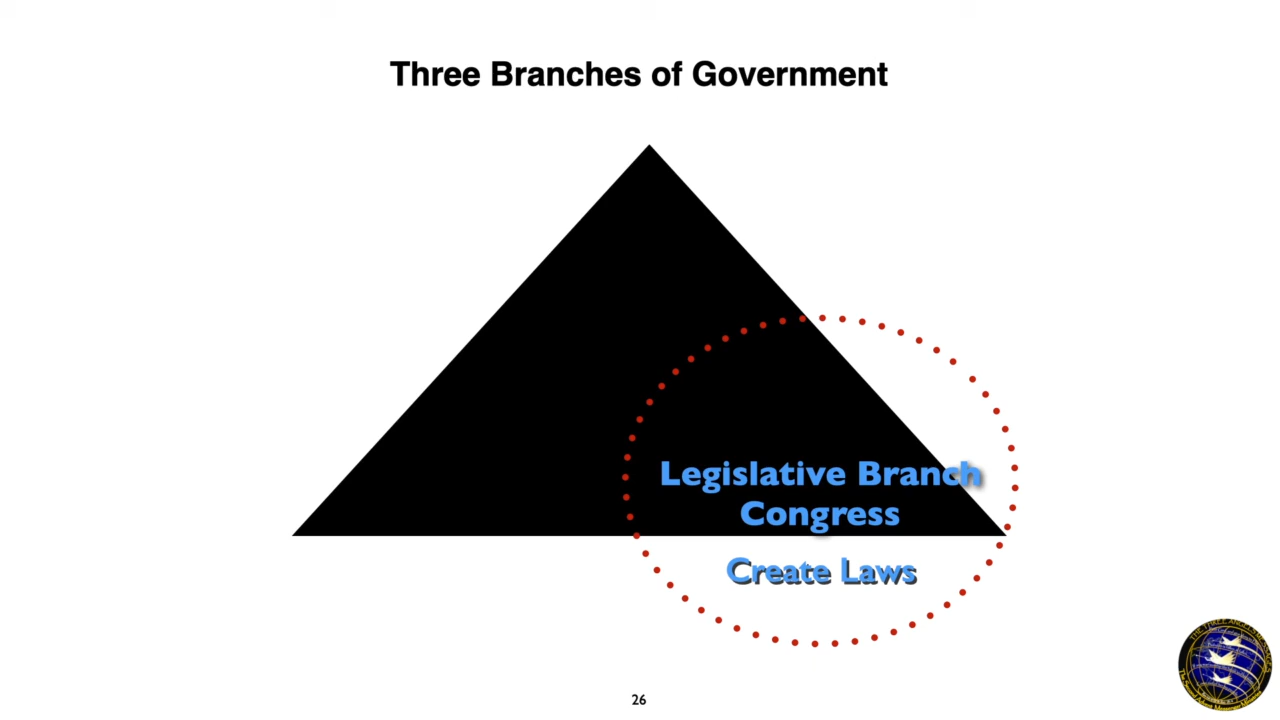 Three Branches of Government
Legislative Branch
Congress
Create Laws
26